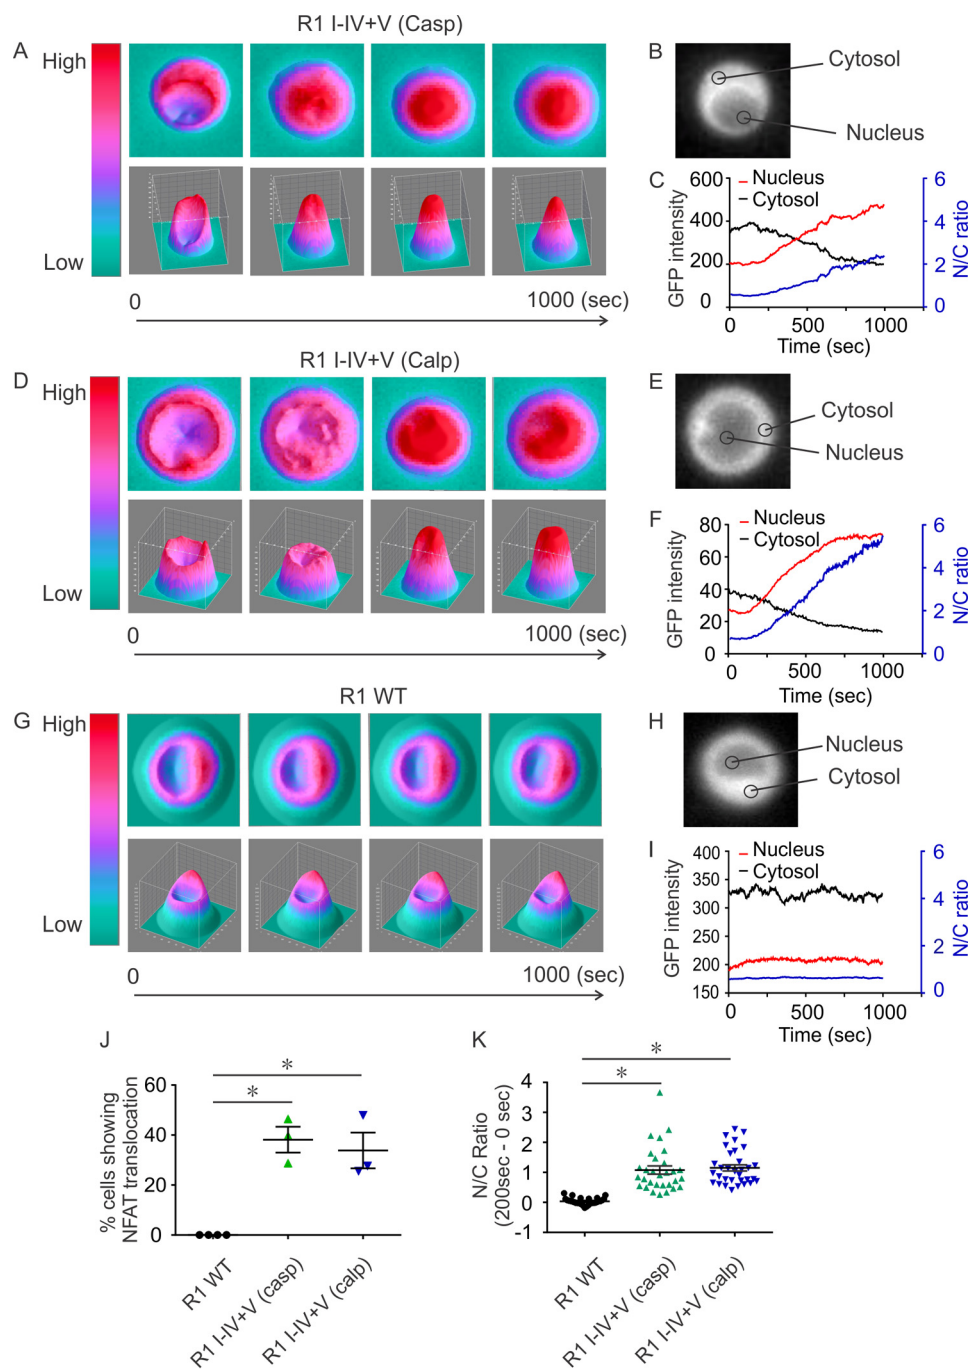 R1 I-IV+V (Casp)
A
High
Low
0
1000 (sec)
B
Cytosol
Nucleus
C
600
400
200
0
Nucleus
Cytosol
GFP intensity
6
4
2
0
N/C ratio
0
500
1000
Time (sec)
R1 I-IV+V (Calp)
D
High
Low
0
1000 (sec)
E
Cytosol
Nucleus
F
80
60
40
20
0
Nucleus
Cytosol
GFP intensity
6
4
2
0
N/C ratio
0
500
1000
Time (sec)
R1 WT
G
High
Low
0
1000 (sec)
H
Nucleus
Cytosol
I
400
350
300
250
200
150
Nucleus
Cytosol
GFP intensity
6
4
2
0
N/C ratio
0
500
1000
Time (sec)
J
% cells showing
NFAT translocation
60
40
20
0
*
*
R1 WT
R1 I-IV+V (casp)
R1 I-IV+V (calp)
K
N/C Ratio
(200sec - 0 sec)
4
3
2
1
0
-1
*
*
R1 WT
R1 I-IV+V (casp)
R1 I-IV+V (calp)